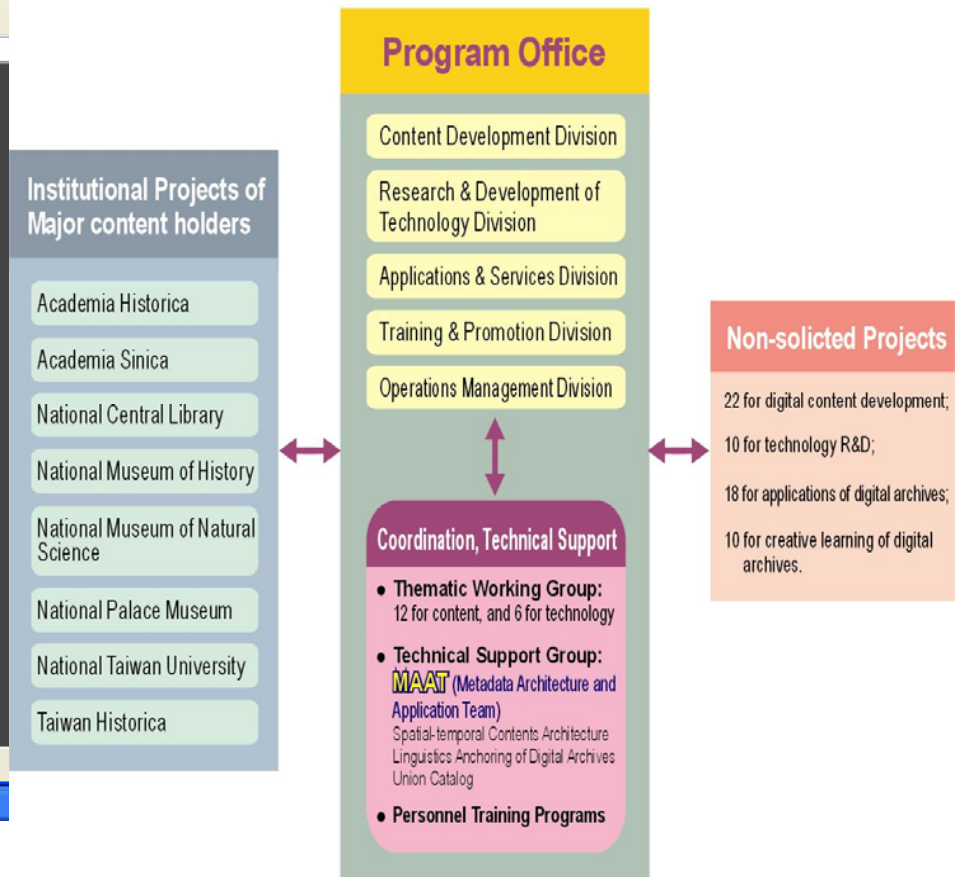 Institutional Projects of
Major content holders
Academia Historica
Academia Sinica
National Central Library
National Museum of History
National Museum of Natural
Science
National Palace Museum
National Taiwan University
Taiwan Historica
Program Office
Content Development Division
Research & Development of
Technology Division
Applications & Services Division
Training & Promotion Division
Operations Management Division
Coordination, Technical Support
• Thematic Working Group:
12 for content, and 6 for technology
• Technical Support Group:
MAAT (Metadata Architecture and
Application Team)
Spatial-temporal Contents Architecture
Linguistics Anchoring of Digital Archives
Union Catalog
• Personnel Training Programs
Non-solicted Projects
22 for digital content development;
10 for technology R&D;
18 for applications of digital archives;
10 for creative learning of digital
archives.